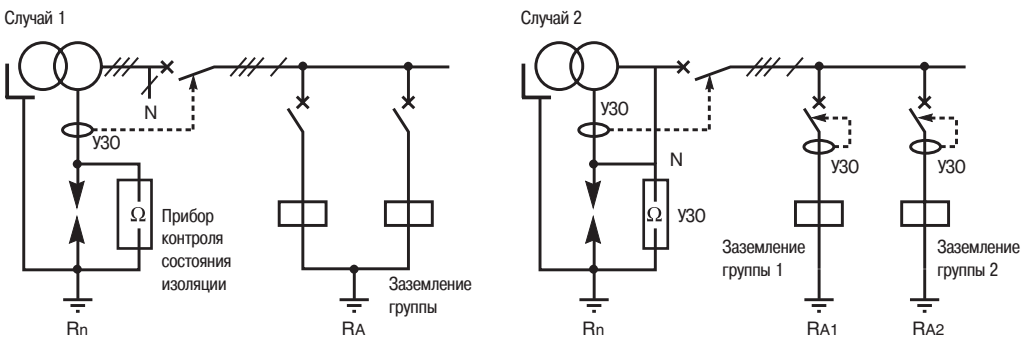 Случай 1
N
УЗО
Ω
Прибор
контроля
состояния
изоляции
Заземление
группы
Rn
RA
Случай 2
УЗО
N
Ω
УЗО
УЗО
УЗО
Заземление
группы 1
Заземление
группы 2
Rn
RA1
RA2